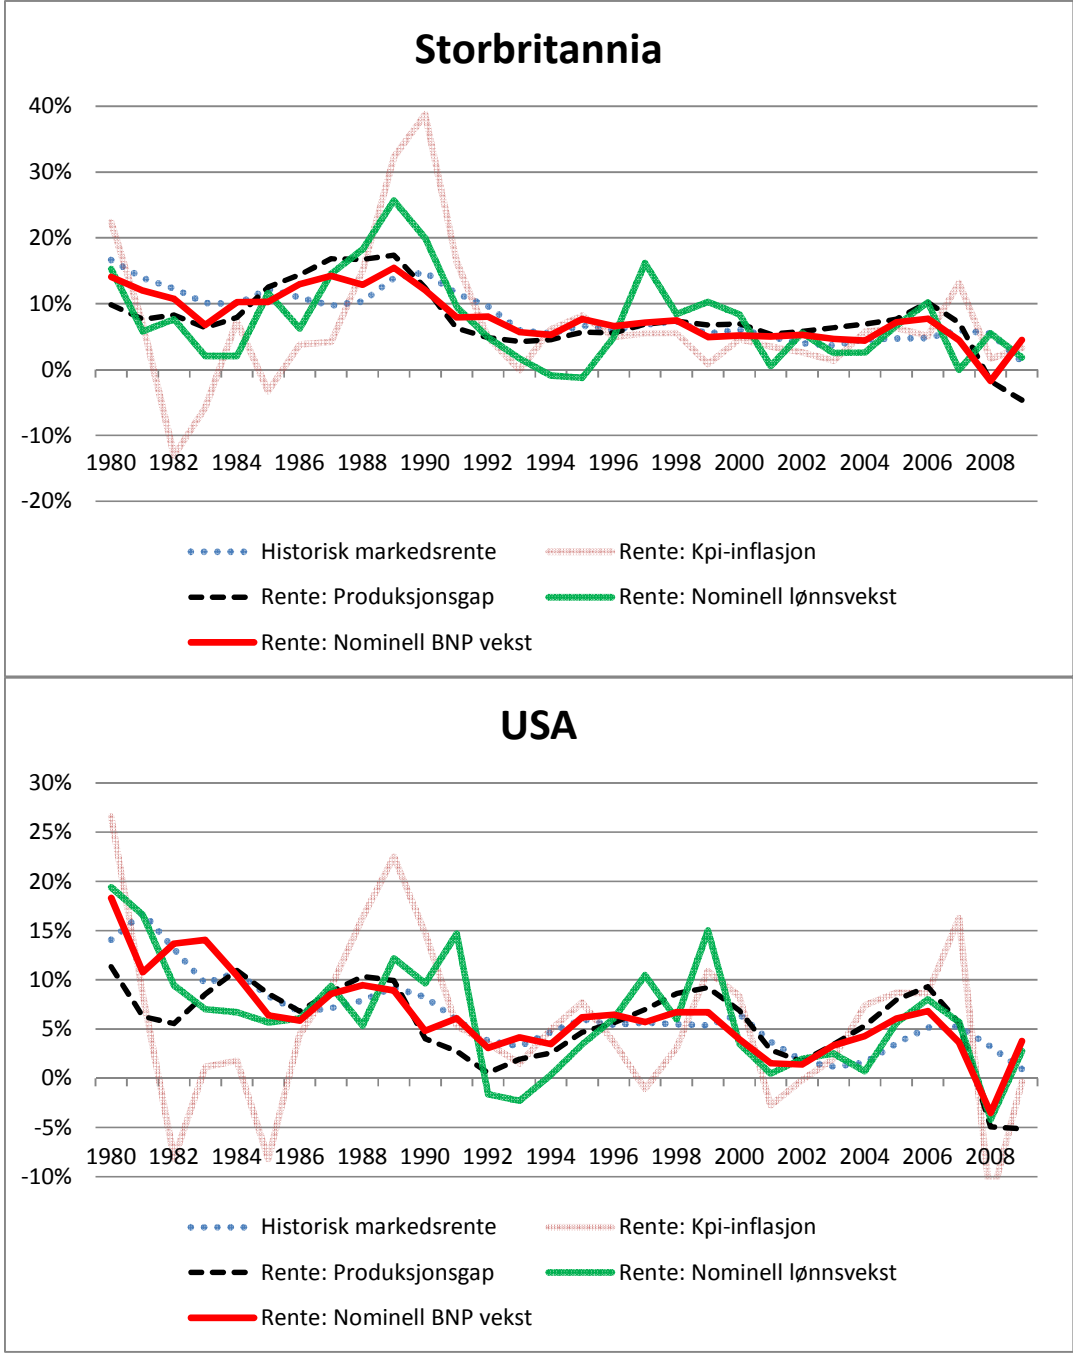 Storbritannia
40%
30%
20%
10%
0%
-10%
1980 1982 1984 1986 1988 1990 1992 1994 1996 1998 2000 2002 2004 2006 2008
-20%
Historisk markedsrente Rente: Kpi-inflasjon
Rente: Produksjonsgap Rente: Nominell lønnsvekst
Rente: Nominell BNP vekst
USA
30%
25%
20%
15%
10%
5%
0%
-5%
1980 1982 1984 1986 1988 1990 1992 1994 1996 1998 2000 2002 2004 2006 2008
-10%
Historisk markedsrente Rente: Kpi-inflasjon
Rente: Produksjonsgap Rente: Nominell lønnsvekst
Rente: Nominell BNP vekst